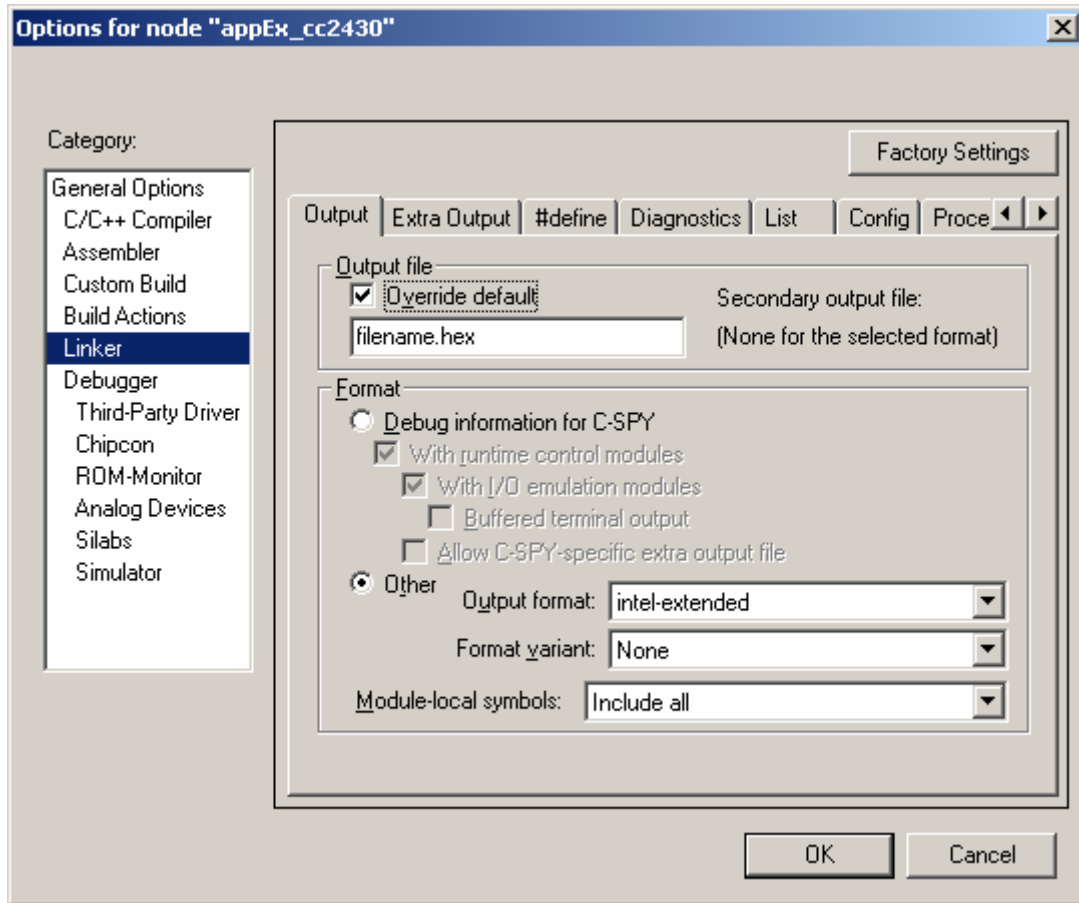 Options for node "appEx_cc2430"
Category:
General Options
C/C++ Compiler
Assembler
Custom Build
Build Actions
Linker
Debugger
Third-Party Driver
Chipcon
ROM-Monitor
Analog Devices
Silabs
Simulator
Factory Settings
Output Extra Output #define Diagnostics List Config Proce
Output file
Override default
filename.hex
Secondary output file:
(None for the selected format)
Format
Debug information for C-SPY
With runtime control modules
With I/O emulation modules
Buffered terminal output
Allow C-SPY-specific extra output file
Other
Output format: intel-extended
Format variant: None
Module-local symbols: Include all
OK Cancel